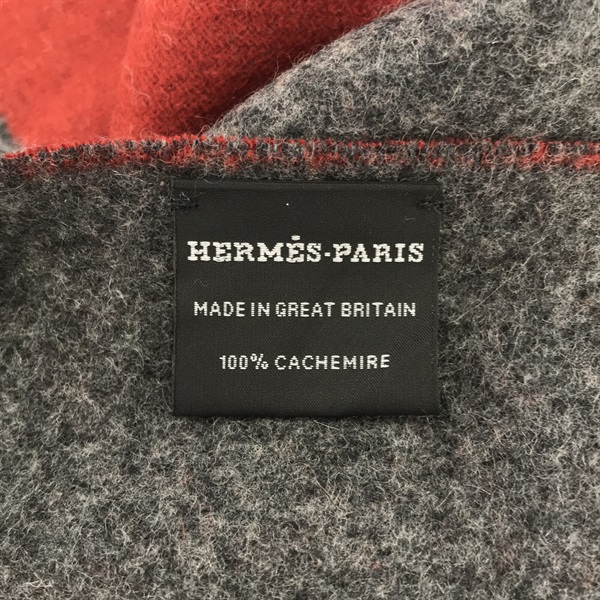 HERMÈS-PARIS
MADE IN GREAT BRITAIN
100% CACHEMIRE